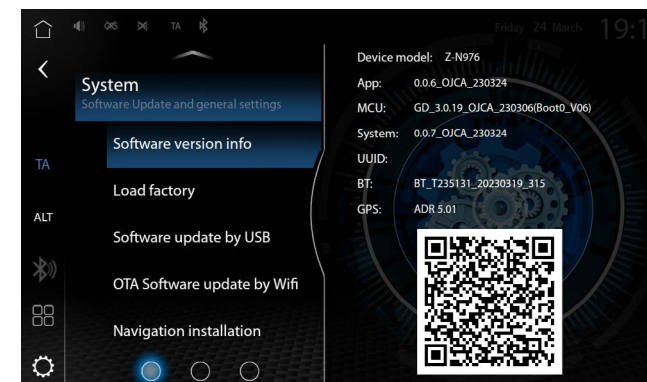 TA
Friday 24 March 19:1
System
Software Update and general settings
Software version info
Load factory
Software update by USB
OTA Software update by Wifi
Navigation installation
TA
ALT
Device model: Z-N976
App: 0.0.6_OJCA_230324
MCU: GD_3.0.19_OJCA_230306(Boot0_V06)
System: 0.0.7_OJCA_230324
UUID:
BT: BT_T235131_20230319_315
GPS: ADR 5.01